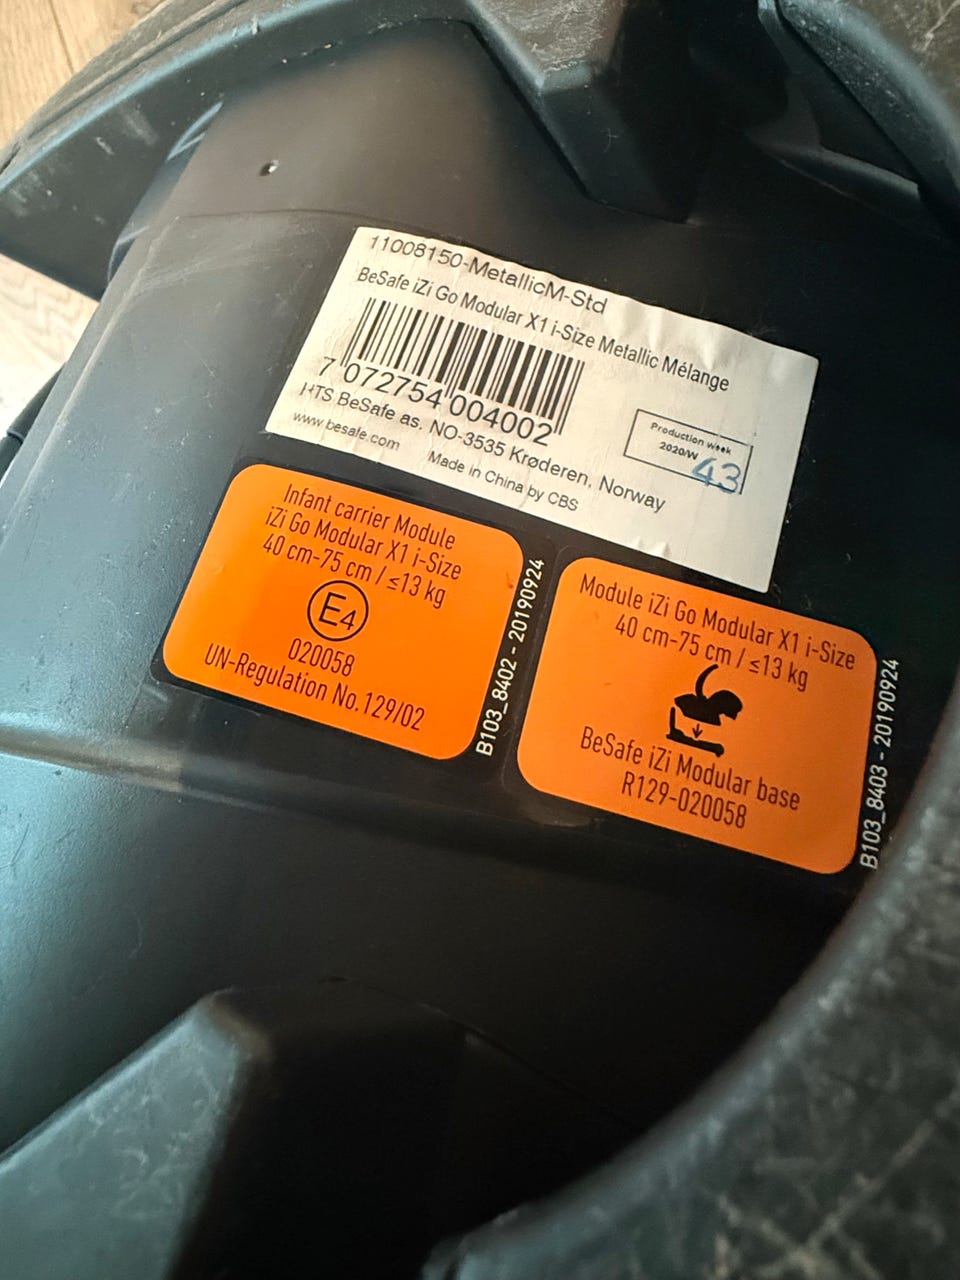 11008150-MetallicM-Std
BeSafe iZi Go Modular X1 i-Size Metallic Mélange
7 072754 004002
HTS BeSafe as, NO-3535 Krøderen, Norway
www.besafe.com
Made in China by CBS
Production week
2020/W 43
Infant carrier Module
iZi Go Modular X1 i-Size
40 cm-75 cm / ≤13 kg
E4
020058
UN-Regulation No.129/02
B103_8402 - 20190924
Module iZi Go Modular X1 i-Size
40 cm-75 cm / ≤13 kg
BeSafe iZi Modular base
R129-020058
B103_8403 - 20190924